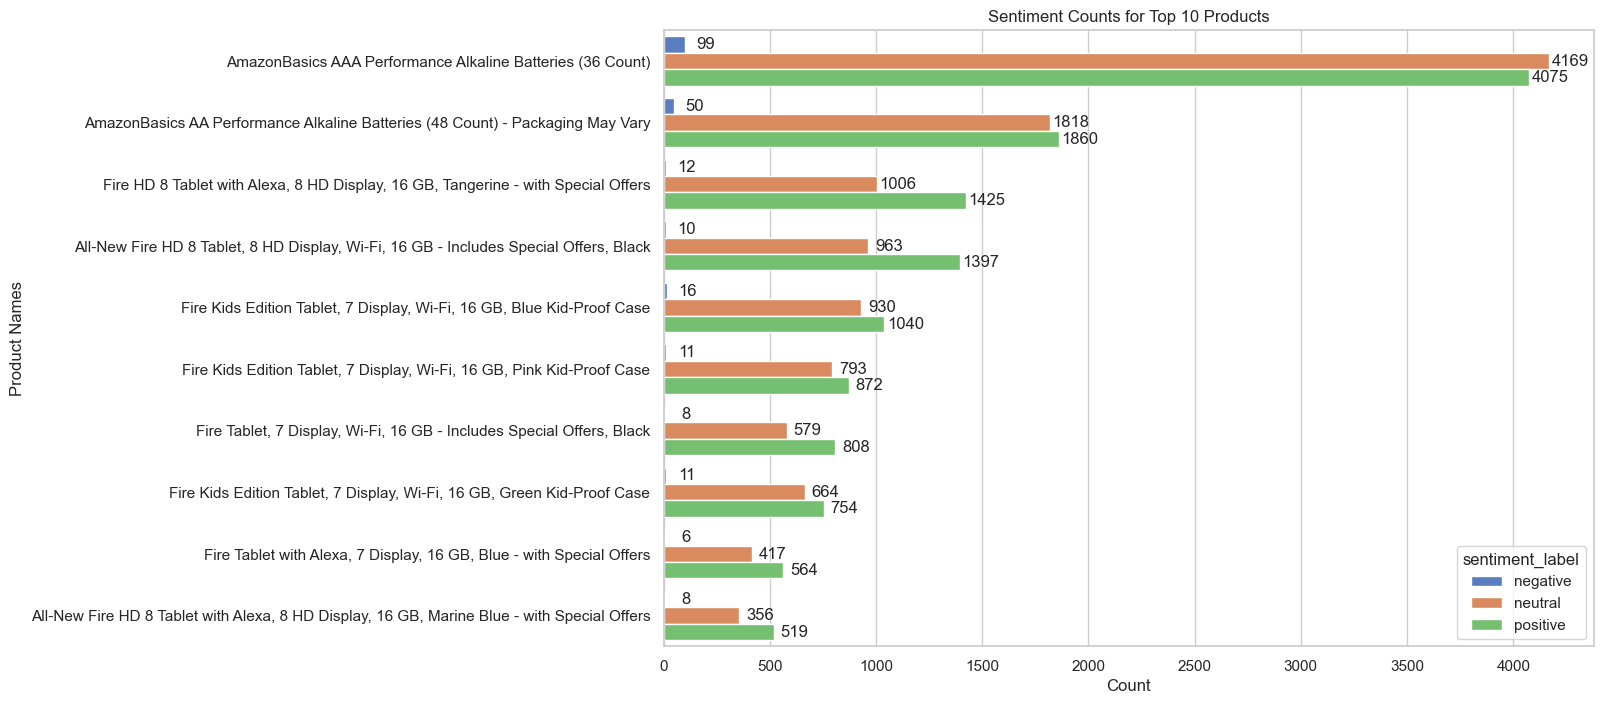 Sentiment Counts for Top 10 Products
Product Names
AmazonBasics AAA Performance Alkaline Batteries (36 Count)
99
4169
4075
AmazonBasics AA Performance Alkaline Batteries (48 Count) - Packaging May Vary
50
1818
1860
Fire HD 8 Tablet with Alexa, 8 HD Display, 16 GB, Tangerine - with Special Offers
12
1006
1425
All-New Fire HD 8 Tablet, 8 HD Display, Wi-Fi, 16 GB - Includes Special Offers, Black
10
963
1397
Fire Kids Edition Tablet, 7 Display, Wi-Fi, 16 GB, Blue Kid-Proof Case
16
930
1040
Fire Kids Edition Tablet, 7 Display, Wi-Fi, 16 GB, Pink Kid-Proof Case
11
793
872
Fire Tablet, 7 Display, Wi-Fi, 16 GB - Includes Special Offers, Black
8
579
808
Fire Kids Edition Tablet, 7 Display, Wi-Fi, 16 GB, Green Kid-Proof Case
11
664
754
Fire Tablet with Alexa, 7 Display, 16 GB, Blue - with Special Offers
6
417
564
All-New Fire HD 8 Tablet with Alexa, 8 HD Display, 16 GB, Marine Blue - with Special Offers
8
356
519
sentiment_label
negative
neutral
positive
0 500 1000 1500 2000 2500 3000 3500 4000
Count